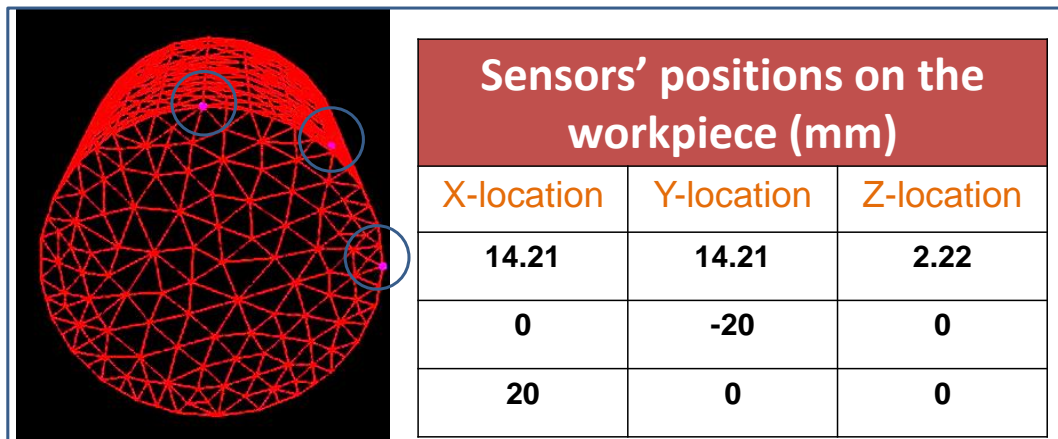 Sensors’ positions on the
workpiece (mm)
X-location Y-location Z-location
14.21 14.21 2.22
0 -20 0
20 0 0